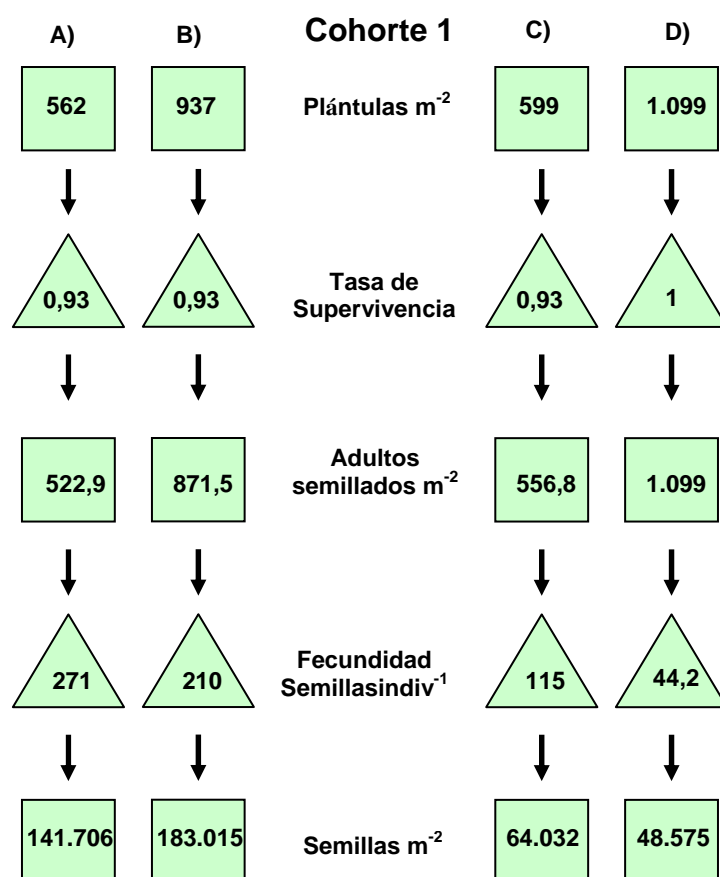 A) B) Cohorte 1 C) D)
562 937 Plántulas m-2 599 1.099
0,93 0,93 Tasa de Supervivencia 0,93 1
522,9 871,5 Adultos semillados m-2 556,8 1.099
271 210 Fecundidad Semillasindiv-1 115 44,2
141.706 183.015 Semillas m-2 64.032 48.575